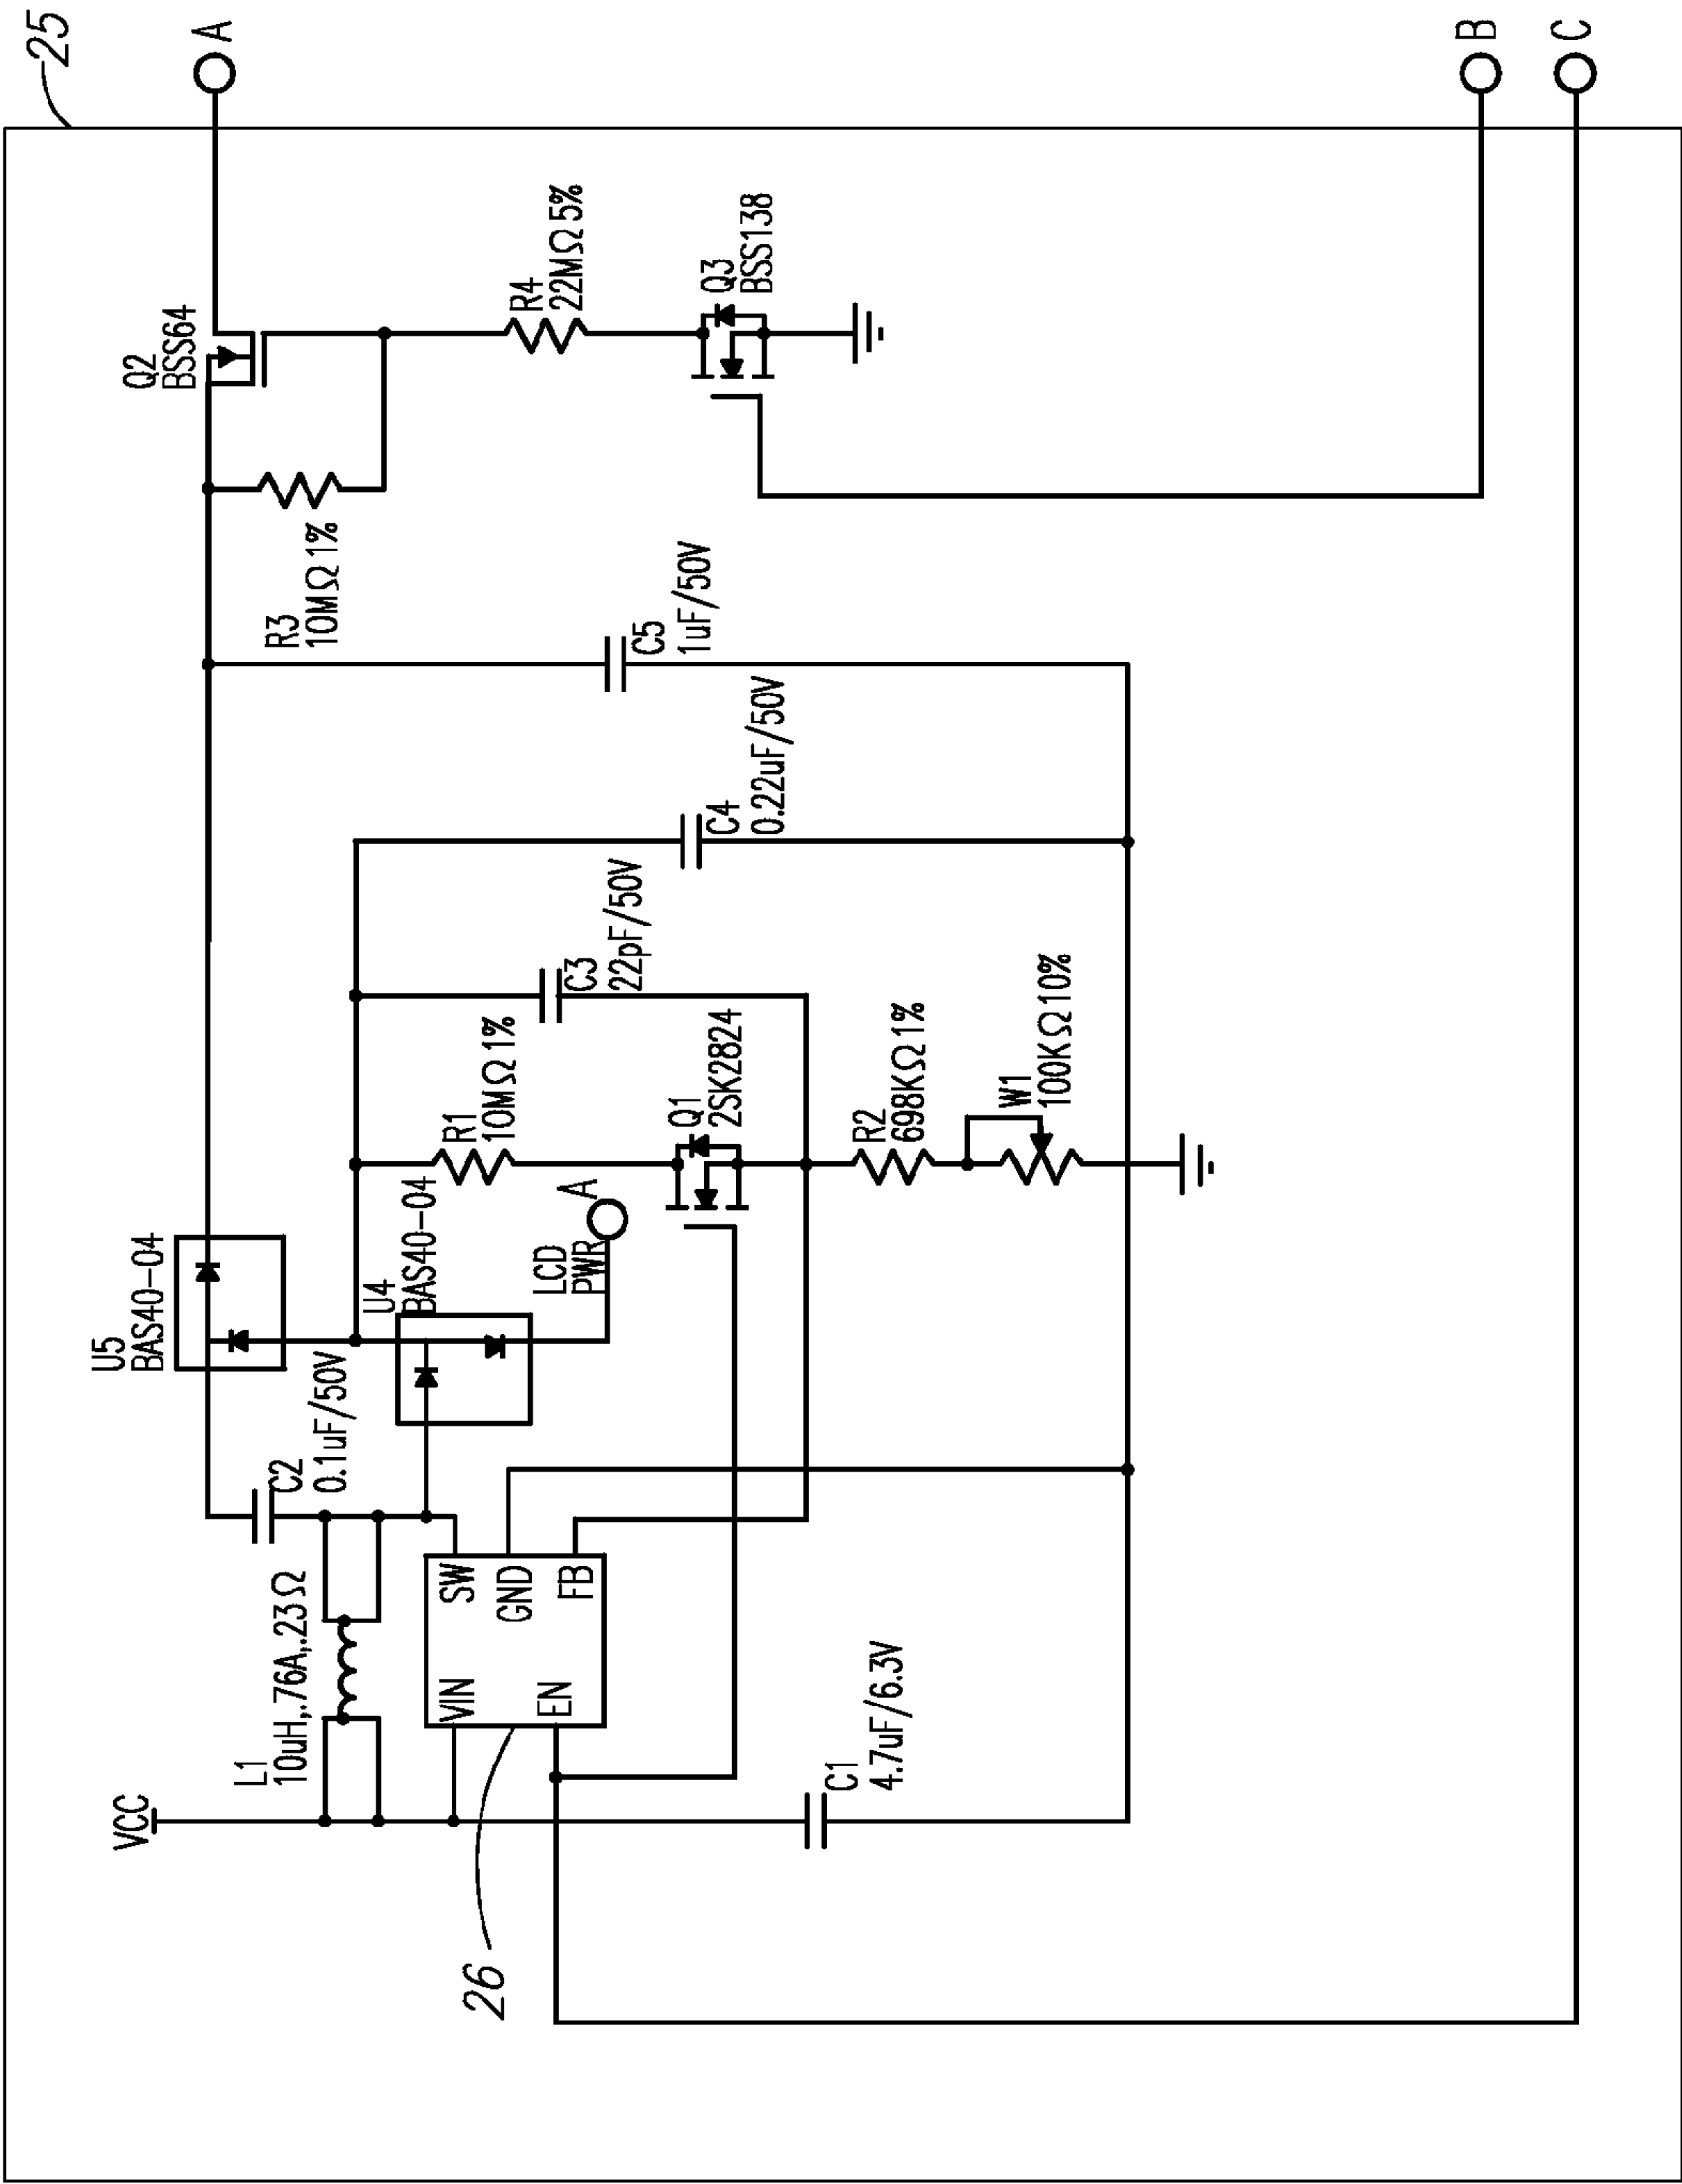 25
A
B
C
Q2
BSS64
R3
10MΩ 1%
R4
22MΩ 5%
Q3
BSS138
C5
1uF/50V
C4
0.22uF/50V
C3
22pF/50V
R1
10MΩ 1%
Q1
2SK2824
R2
698KΩ 1%
W1
100KΩ 10%
U5
BAS40-04
U4
BAS40-04
LCD
PWR
A
C2
0.1uF/50V
L1
10uH,.76A,.23Ω
VCC
VIN
EN
SW
GND
FB
26
C1
4.7uF/6.3V